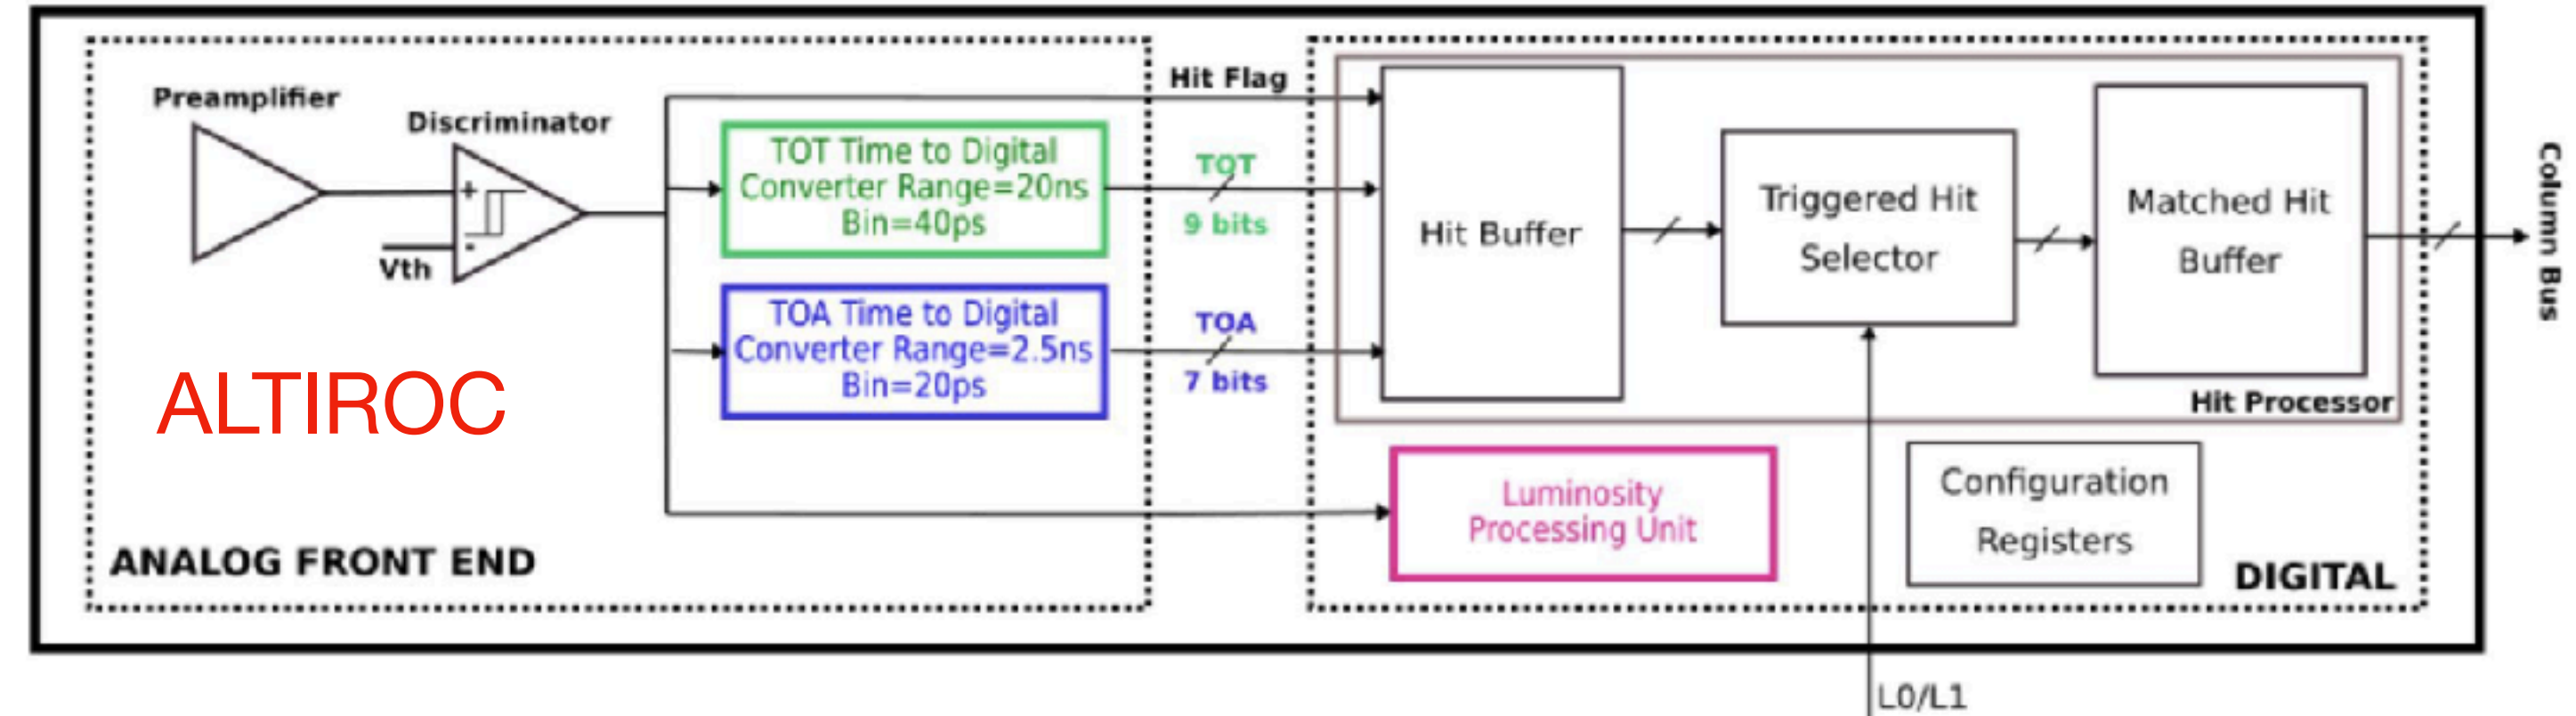 Preamplifier
Discriminator
+
-
Vth
ALTIROC
ANALOG FRONT END
TOT Time to Digital
Converter Range=20ns
Bin=40ps
TOA Time to Digital
Converter Range=2.5ns
Bin=20ps
Hit Flag
TOT
9 bits
TOA
7 bits
Hit Buffer
Triggered Hit
Selector
Matched Hit
Buffer
Hit Processor
Luminosity
Processing Unit
Configuration
Registers
DIGITAL
L0/L1
Column Bus